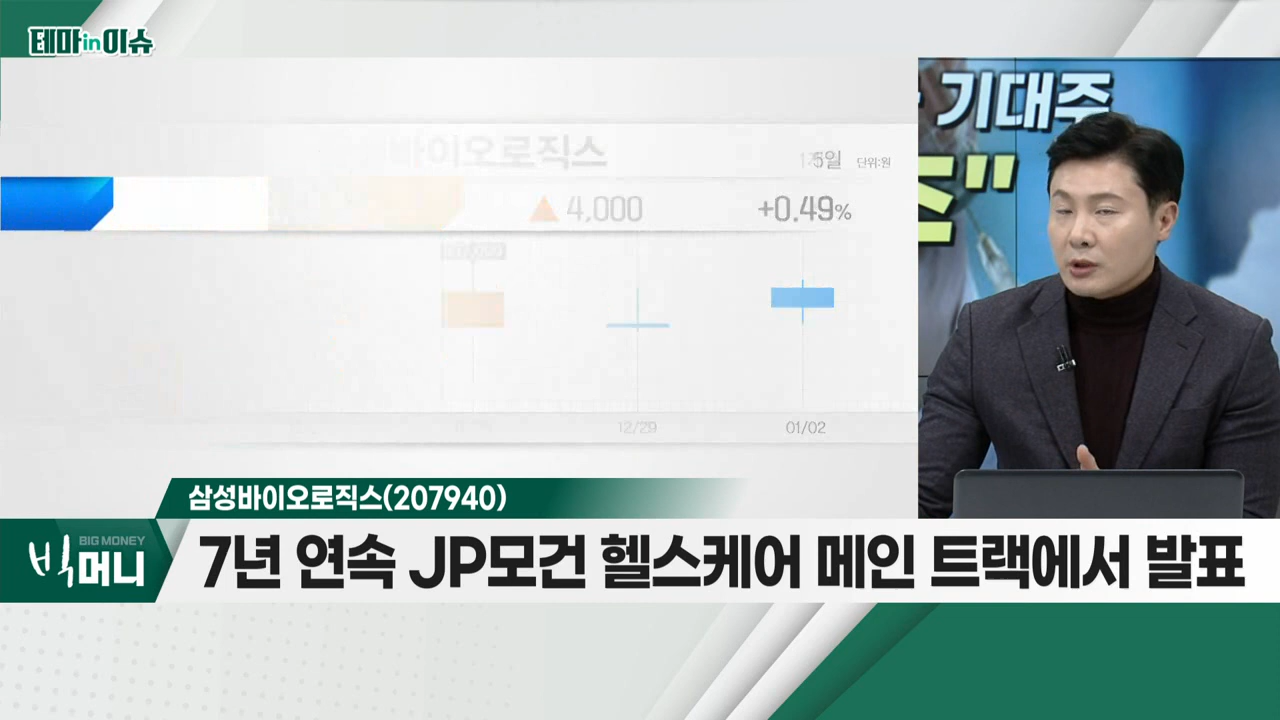 테마in이슈
기대주
"
바이오로직스
5일 단위:원
▲ 4,000 +0.49%
12/29 01/02
삼성바이오로직스(207940)
BIG MONEY
빅머니
7년 연속 JP모건 헬스케어 메인 트랙에서 발표